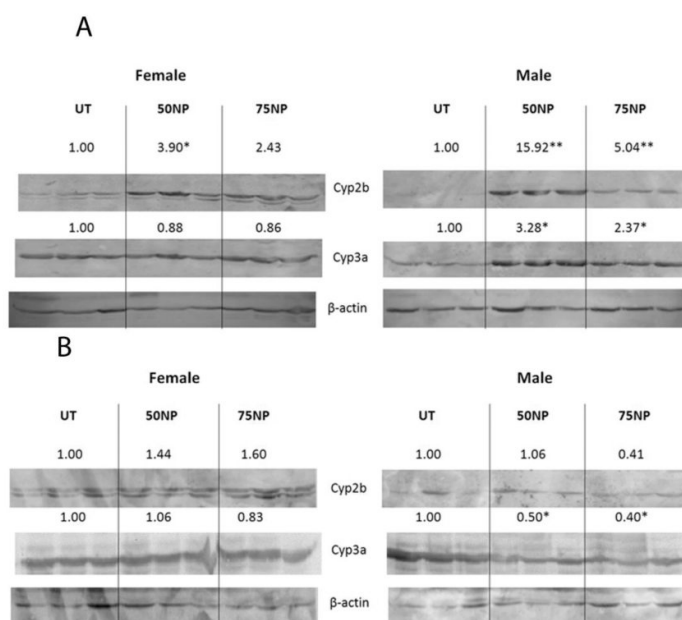 A
Female Male
UT 50NP 75NP UT 50NP 75NP
1.00 3.90* 2.43 1.00 15.92** 5.04**
Cyp2b
1.00 0.88 0.86 1.00 3.28* 2.37*
Cyp3a
β-actin
B
Female Male
UT 50NP 75NP UT 50NP 75NP
1.00 1.44 1.60 1.00 1.06 0.41
Cyp2b
1.00 1.06 0.83 1.00 0.50* 0.40*
Cyp3a
β-actin